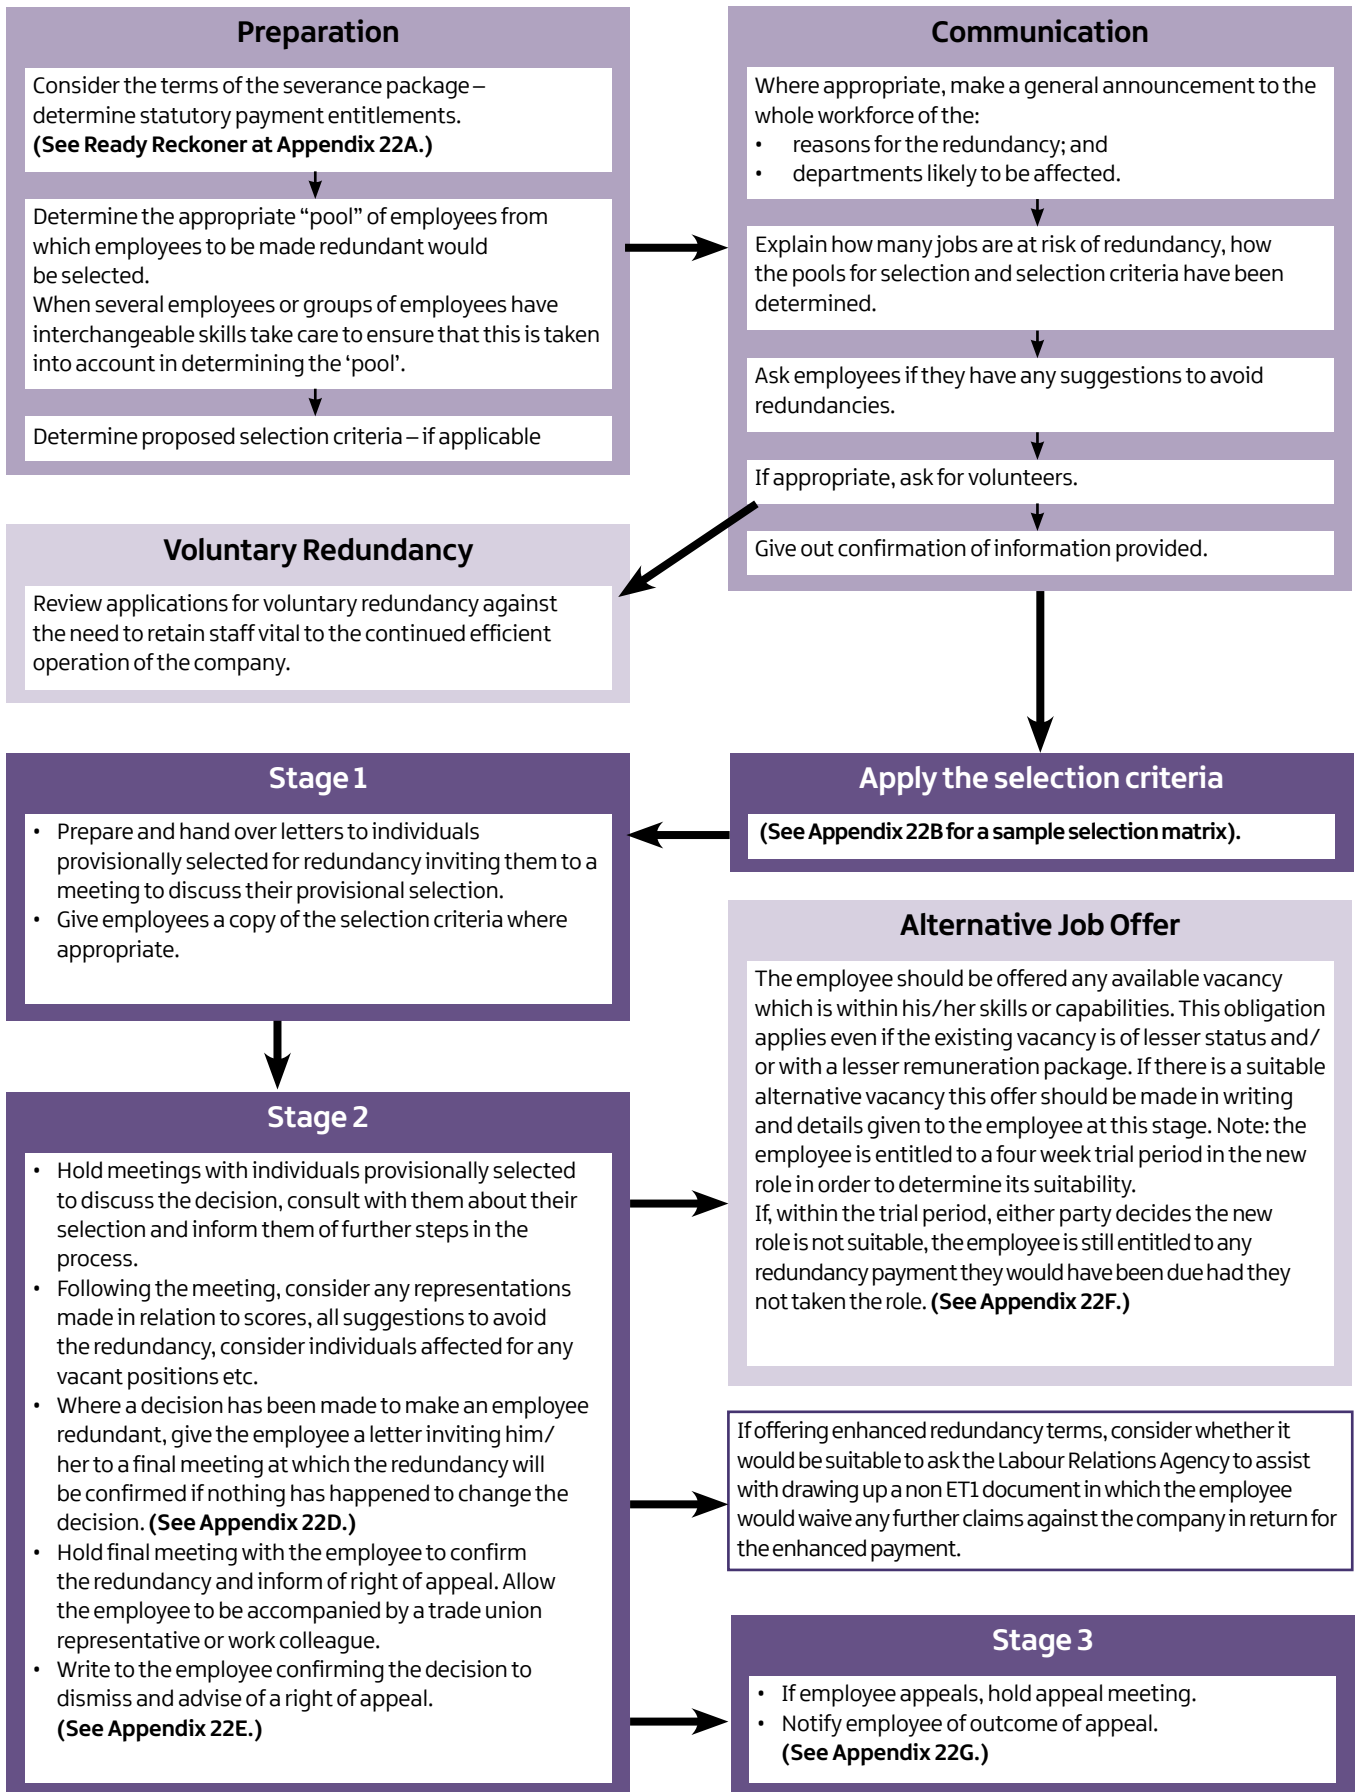 Preparation
Consider the terms of the severance package –
determine statutory payment entitlements.
(See Ready Reckoner at Appendix 22A.)
Determine the appropriate “pool” of employees from
which employees to be made redundant would
be selected.
When several employees or groups of employees have
interchangeable skills take care to ensure that this is taken
into account in determining the ‘pool’.
Determine proposed selection criteria – if applicable
Communication
Where appropriate, make a general announcement to the
whole workforce of the:
• reasons for the redundancy; and
• departments likely to be affected.
Explain how many jobs are at risk of redundancy, how
the pools for selection and selection criteria have been
determined.
Ask employees if they have any suggestions to avoid
redundancies.
If appropriate, ask for volunteers.
Give out confirmation of information provided.
Voluntary Redundancy
Review applications for voluntary redundancy against
the need to retain staff vital to the continued efficient
operation of the company.
Apply the selection criteria
(See Appendix 22B for a sample selection matrix).
Stage 1
• Prepare and hand over letters to individuals
provisionally selected for redundancy inviting them to a
meeting to discuss their provisional selection.
• Give employees a copy of the selection criteria where
appropriate.
Stage 2
• Hold meetings with individuals provisionally selected
to discuss the decision, consult with them about their
selection and inform them of further steps in the
process.
• Following the meeting, consider any representations
made in relation to scores, all suggestions to avoid
the redundancy, consider individuals affected for any
vacant positions etc.
• Where a decision has been made to make an employee
redundant, give the employee a letter inviting him/
her to a final meeting at which the redundancy will
be confirmed if nothing has happened to change the
decision. (See Appendix 22D.)
• Hold final meeting with the employee to confirm
the redundancy and inform of right of appeal. Allow
the employee to be accompanied by a trade union
representative or work colleague.
• Write to the employee confirming the decision to
dismiss and advise of a right of appeal.
(See Appendix 22E.)
Alternative Job Offer
The employee should be offered any available vacancy
which is within his/her skills or capabilities. This obligation
applies even if the existing vacancy is of lesser status and/
or with a lesser remuneration package. If there is a suitable
alternative vacancy this offer should be made in writing
and details given to the employee at this stage. Note: the
employee is entitled to a four week trial period in the new
role in order to determine its suitability.
If, within the trial period, either party decides the new
role is not suitable, the employee is still entitled to any
redundancy payment they would have been due had they
not taken the role. (See Appendix 22F.)
If offering enhanced redundancy terms, consider whether it
would be suitable to ask the Labour Relations Agency to assist
with drawing up a non ET1 document in which the employee
would waive any further claims against the company in return for
the enhanced payment.
Stage 3
• If employee appeals, hold appeal meeting.
• Notify employee of outcome of appeal.
(See Appendix 22G.)